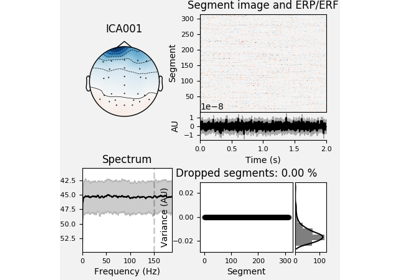 ICA001
Segment image and ERP/ERF
Segment
300
250
200
150
100
50
1e−8
AU
1
0
−1
0.0 0.5 1.0 1.5 2.0
Time (s)
Spectrum
42.5
45.0
47.5
50.0
52.5
0 50 100 150
Frequency (Hz)
Dropped segments: 0.00 %
Variance (AU)
0.02
0.00
−0.02
0 100 200 300
Segment
0 100